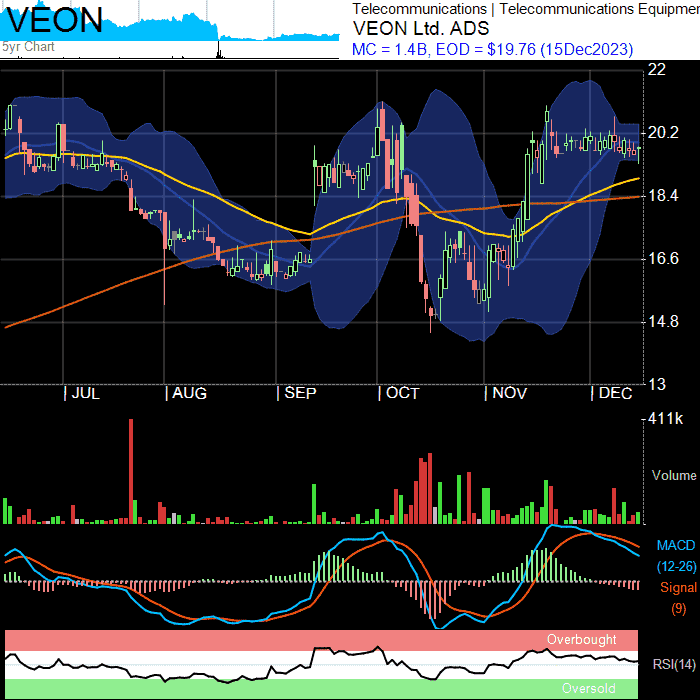 VEON
5yr Chart
Telecommunications | Telecommunications Equipmen
VEON Ltd. ADS
MC = 1.4B, EOD = $19.76 (15Dec2023)
22
20.2
18.4
16.6
14.8
13
| JUL | AUG | SEP | OCT | NOV | DEC
411k
Volume
MACD
(12-26)
Signal
(9)
Overbought
RSI(14)
Oversold